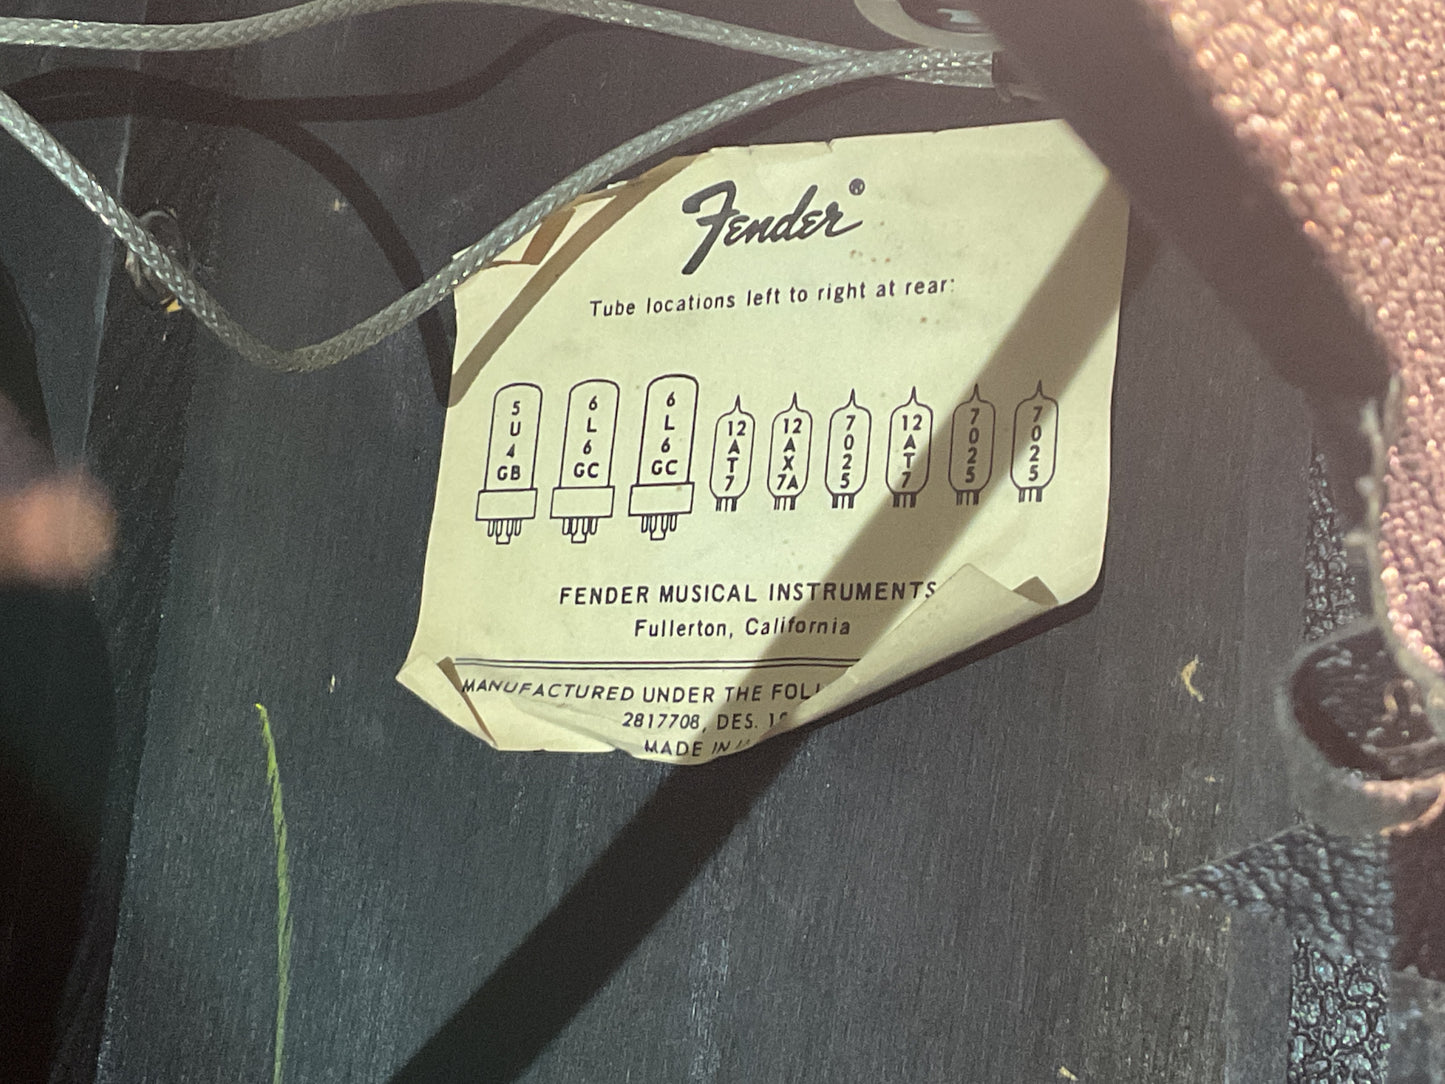 Fender®
Tube locations left to right at rear:
5U4GB 6L6GC 6L6GC 12AT7 12AX7A 7025 12AT7 7025 7025
FENDER MUSICAL INSTRUMENTS
Fullerton, California
MANUFACTURED UNDER THE
2817708, DES.
MADE IN